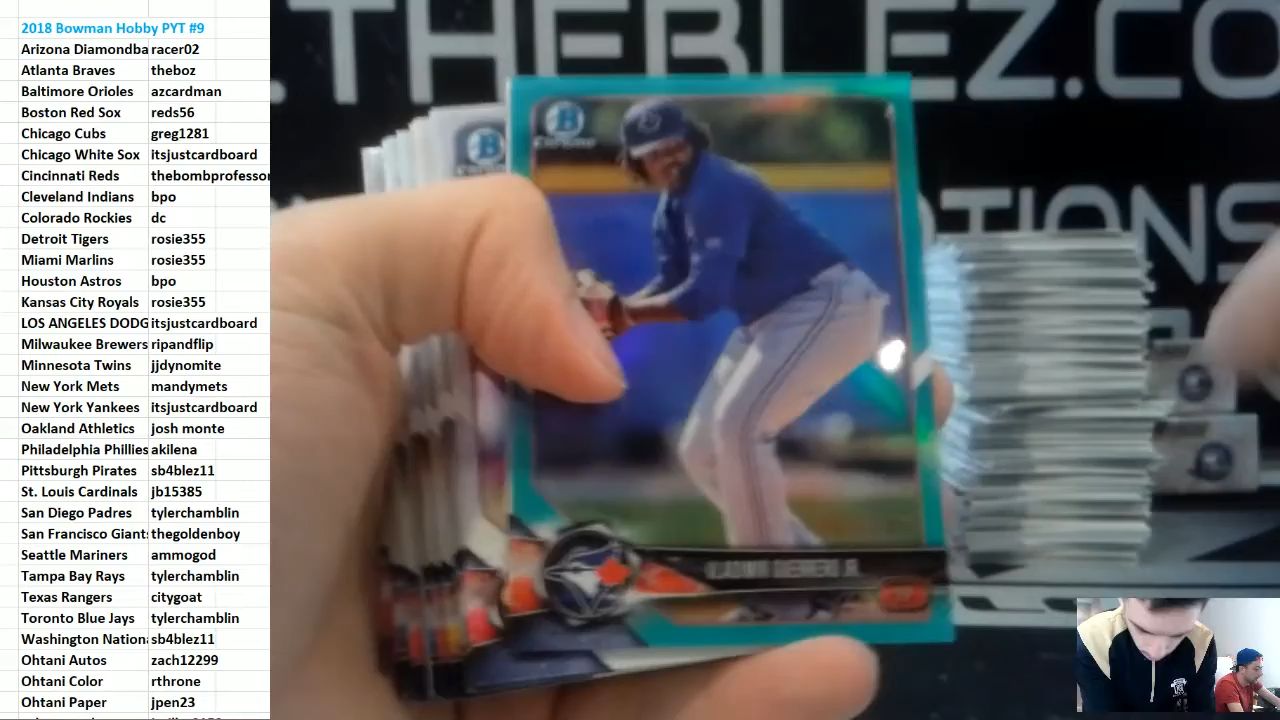 2018 Bowman Hobby PYT #9
Arizona Diamondba racer02
Atlanta Braves theboz
Baltimore Orioles azcardman
Boston Red Sox reds56
Chicago Cubs greg1281
Chicago White Sox itsjustcardboard
Cincinnati Reds thebombprofessor
Cleveland Indians bpo
Colorado Rockies dc
Detroit Tigers rosie355
Miami Marlins rosie355
Houston Astros bpo
Kansas City Royals rosie355
LOS ANGELES DODG itsjustcardboard
Milwaukee Brewers ripandflip
Minnesota Twins jjdynomite
New York Mets mandymets
New York Yankees itsjustcardboard
Oakland Athletics josh monte
Philadelphia Phillies akilena
Pittsburgh Pirates sb4blez11
St. Louis Cardinals jb15385
San Diego Padres tylerchamblin
San Francisco Giants thegoldenboy
Seattle Mariners ammogod
Tampa Bay Rays tylerchamblin
Texas Rangers citygoat
Toronto Blue Jays tylerchamblin
Washington Nation sb4blez11
Ohtani Autos zach12299
Ohtani Color rthrone
Ohtani Paper jpen23
.THEBLEZ.CO
OTIONS
B
Chrome
B
VLADIMIR GUERRERO JR.